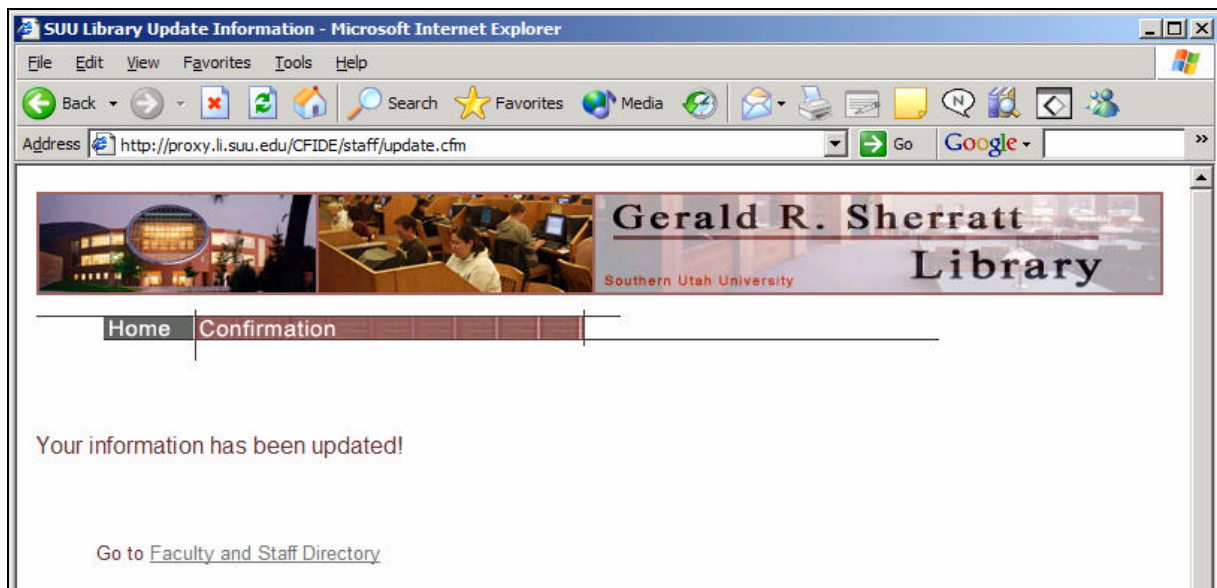 SUU Library Update Information - Microsoft Internet Explorer
File Edit View Favorites Tools Help
Back Search Favorites Media
Address http://proxy.li.suu.edu/CFIDE/staff/update.cfm Go Google »
Gerald R. Sherratt
Library
Southern Utah University
Home Confirmation
Your information has been updated!
Go to Faculty and Staff Directory